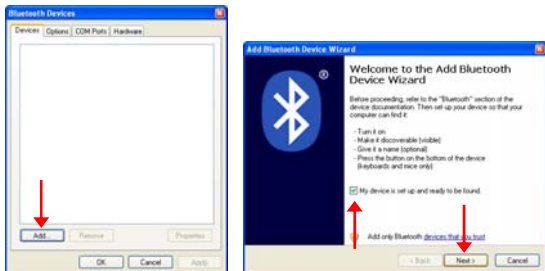 Bluetooth Devices
Devices Options COM Ports Hardware
Add... Remove Properties
OK Cancel Apply
Add Bluetooth Device Wizard
Welcome to the Add Bluetooth
Device Wizard
Before proceeding, refer to the "Bluetooth" section of the
device documentation. Then set up your device so that your
computer can find it:
- Turn it on
- Make it discoverable (visible)
- Give it a name (optional)
- Press the button on the bottom of the device
(keyboards and mice only)
My device is set up and ready to be found.
Add only Bluetooth devices that you trust
< Back Next > Cancel